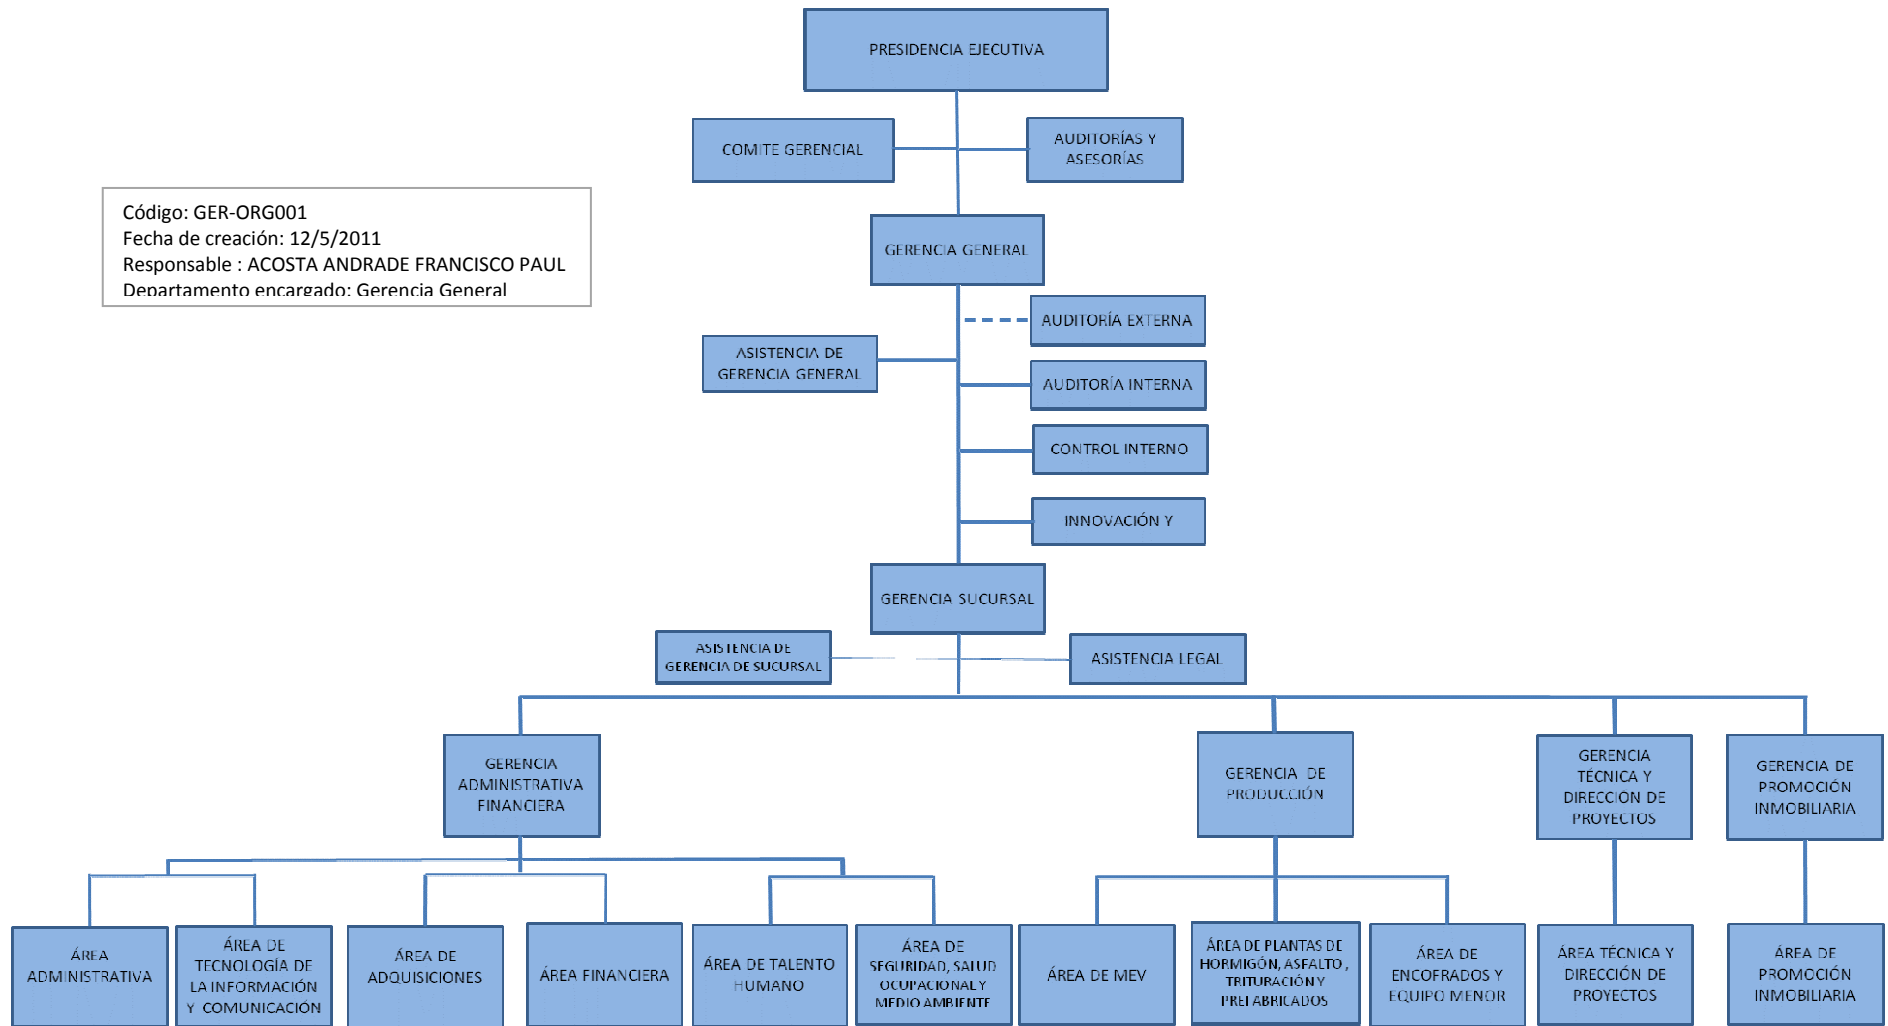 PRESIDENCIA EJECUTIVA
COMITE GERENCIAL
AUDITORÍAS Y
ASESORÍAS
Código: GER-ORG001
Fecha de creación: 12/5/2011
Responsable : ACOSTA ANDRADE FRANCISCO PAUL
Departamento encargado: Gerencia General
GERENCIA GENERAL
AUDITORÍA EXTERNA
ASISTENCIA DE
GERENCIA GENERAL
AUDITORÍA INTERNA
CONTROL INTERNO
INNOVACIÓN Y
GERENCIA SUCURSAL
ASISTENCIA DE
GERENCIA DE SUCURSAL
ASISTENCIA LEGAL
GERENCIA
ADMINISTRATIVA
FINANCIERA
GERENCIA DE
PRODUCCIÓN
GERENCIA
TÉCNICA Y
DIRECCIÓN DE
PROYECTOS
GERENCIA DE
PROMOCIÓN
INMOBILIARIA
ÁREA
ADMINISTRATIVA
ÁREA DE
TECNOLOGÍA DE
LA INFORMACIÓN
Y COMUNICACIÓN
ÁREA DE
ADQUISICIONES
ÁREA FINANCIERA
ÁREA DE TALENTO
HUMANO
ÁREA DE
SEGURIDAD, SALUD
OCUPACIONAL Y
MEDIO AMBIENTE
ÁREA DE MEV
ÁREA DE PLANTAS DE
HORMIGÓN, ASFALTO ,
TRITURACIÓN Y
PREFABRICADOS
ÁREA DE
ENCOFRADOS Y
EQUIPO MENOR
ÁREA TÉCNICA Y
DIRECCIÓN DE
PROYECTOS
ÁREA DE
PROMOCIÓN
INMOBILIARIA